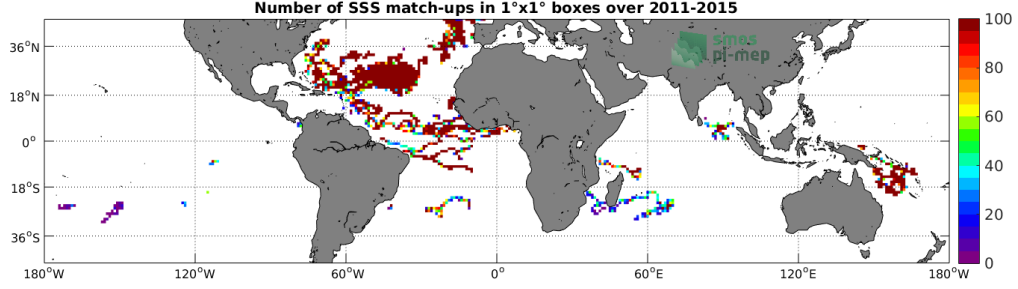 Number of SSS match-ups in 1°x1° boxes over 2011-2015
36°N
18°N
0°
18°S
36°S
180°W
120°W
60°W
0°
60°E
120°E
180°W
100
80
60
40
20
0
smos
pi-mep